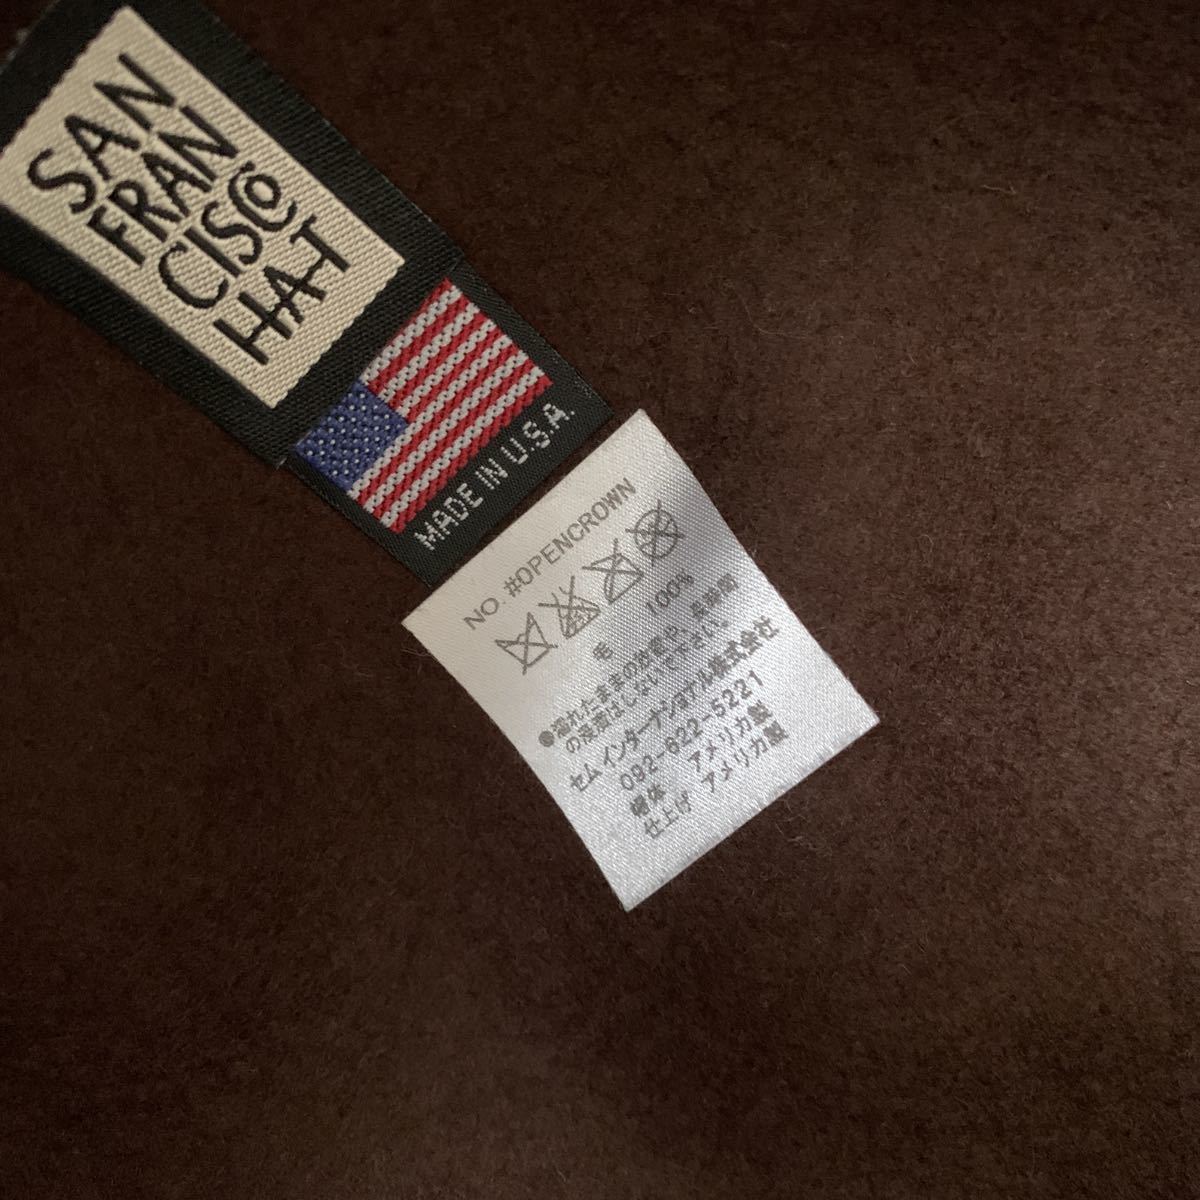 SAN
FRAN
CISCO
HAT
MADE IN U.S.A.
NO. #OPENCROWN
毛 100%
●濡れたままの放置や、長時間
の浸漬はしないで下さい。
セムインターナショナル株式会社
092-622-5221
帽体 アメリカ製
仕上げ アメリカ製